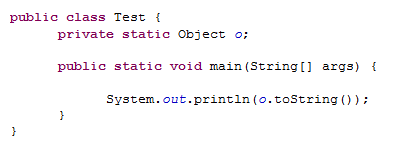 public class Test {
private static Object o;
public static void main(String[] args) {
System.out.println(o.toString());
}
}